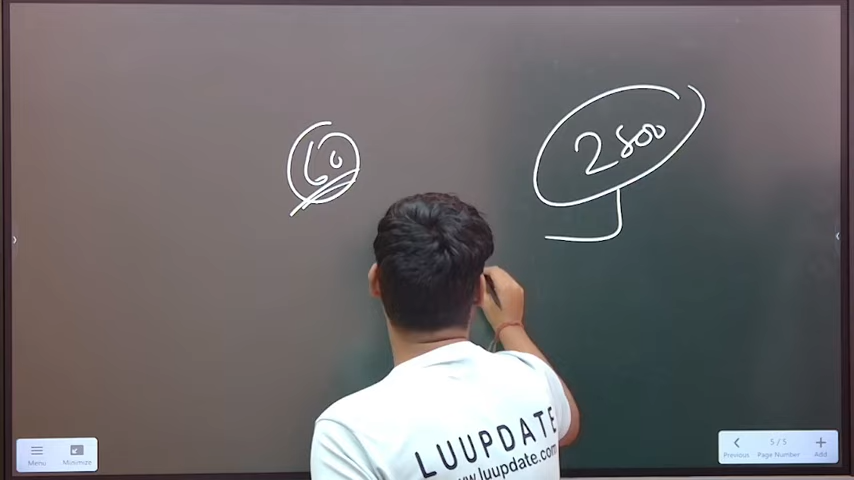 60
2800
LUUPDATE
www.luupdate.com
Menu
Minimize
Previous
5/5
Page Number
Add